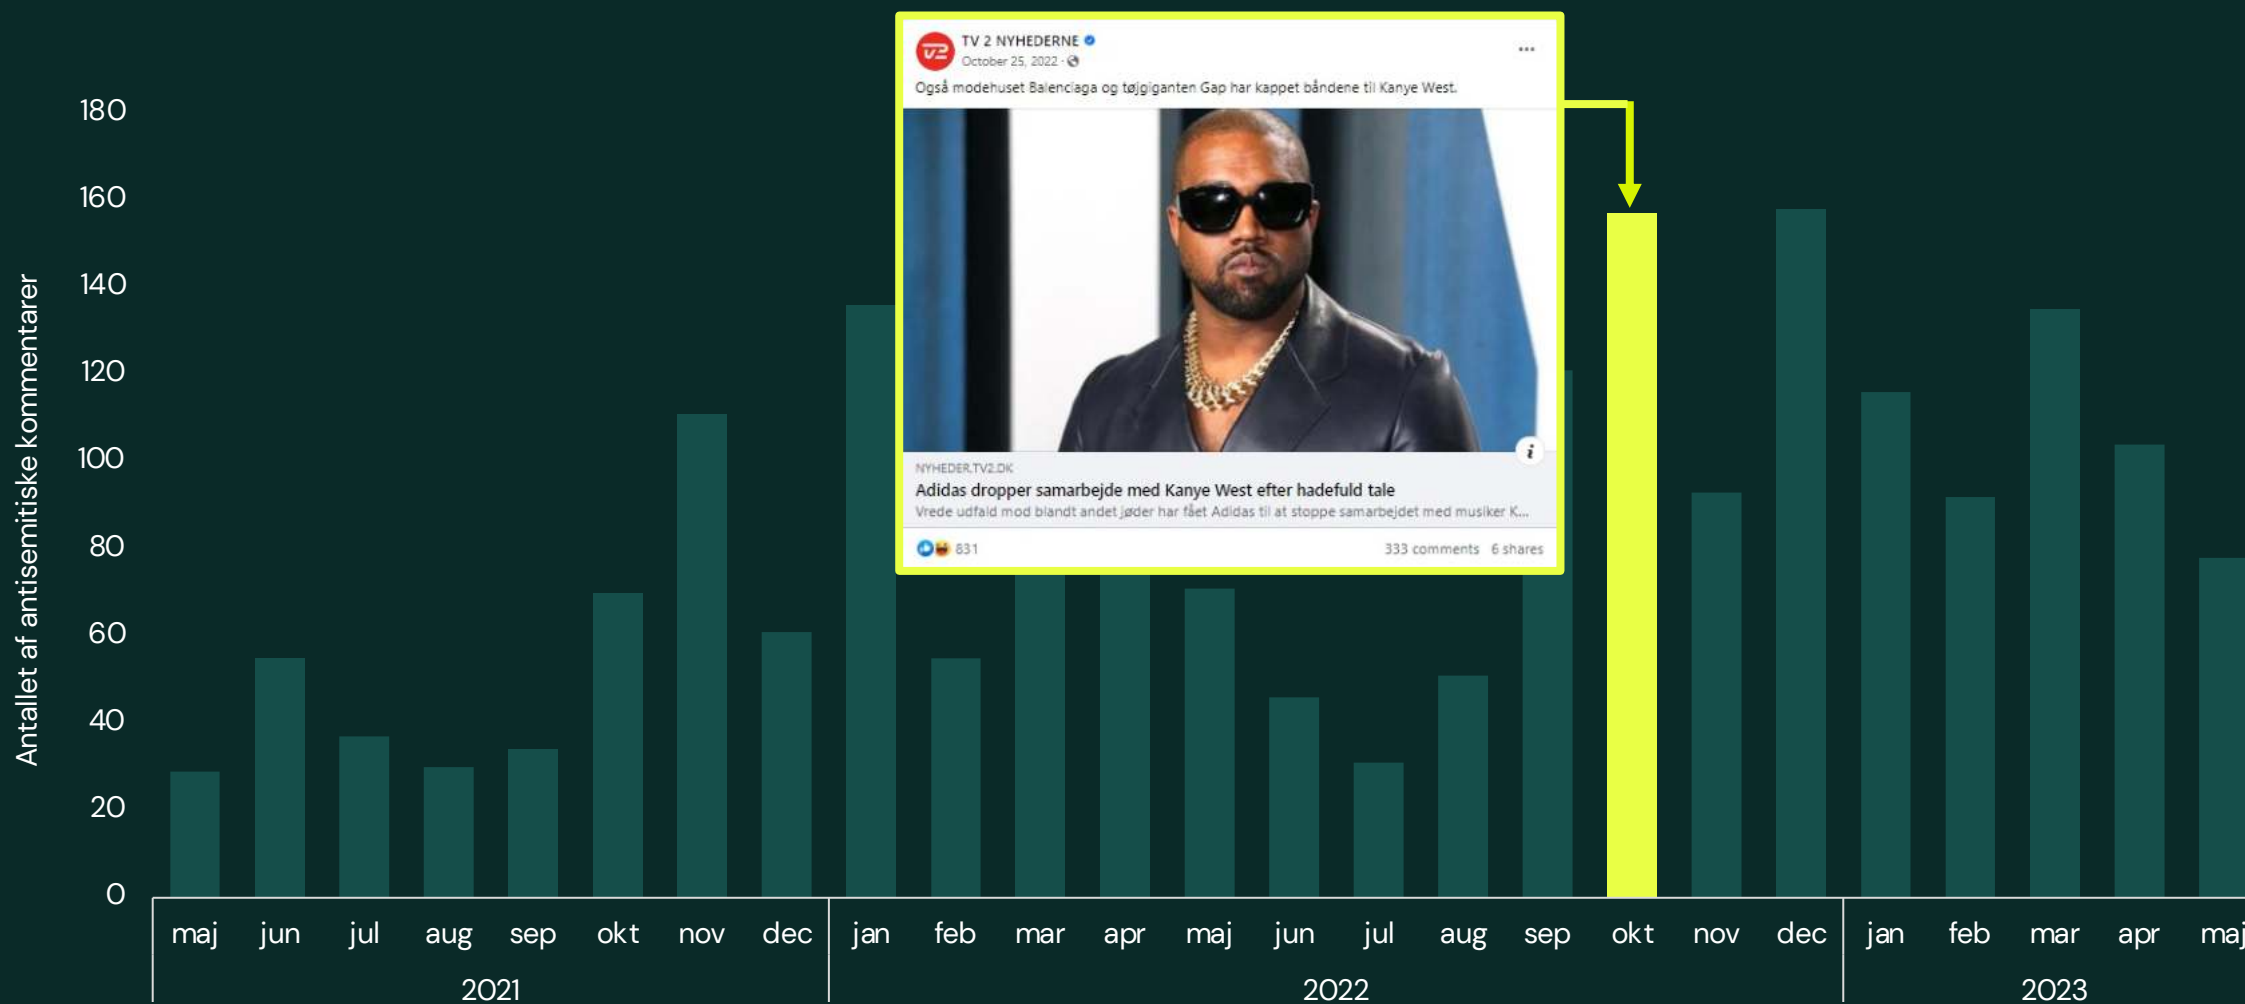 TV 2 NYHEDERNE
October 25, 2022
Også modehuset Balenciaga og tøjgiganten Gap har kappet båndene til Kanye West.
NYHEDER.TV2.DK
Adidas dropper samarbejde med Kanye West efter hadefuld tale
Vrede udfald mod blandt andet jøder har fået Adidas til at stoppe samarbejdet med musiker K...
831
333 comments 6 shares
Antallet af antisemitiske kommentarer
180
160
140
120
100
80
60
40
20
0
maj jun jul aug sep okt nov dec jan feb mar apr maj jun jul aug sep okt nov dec jan feb mar apr maj
2021 2022 2023